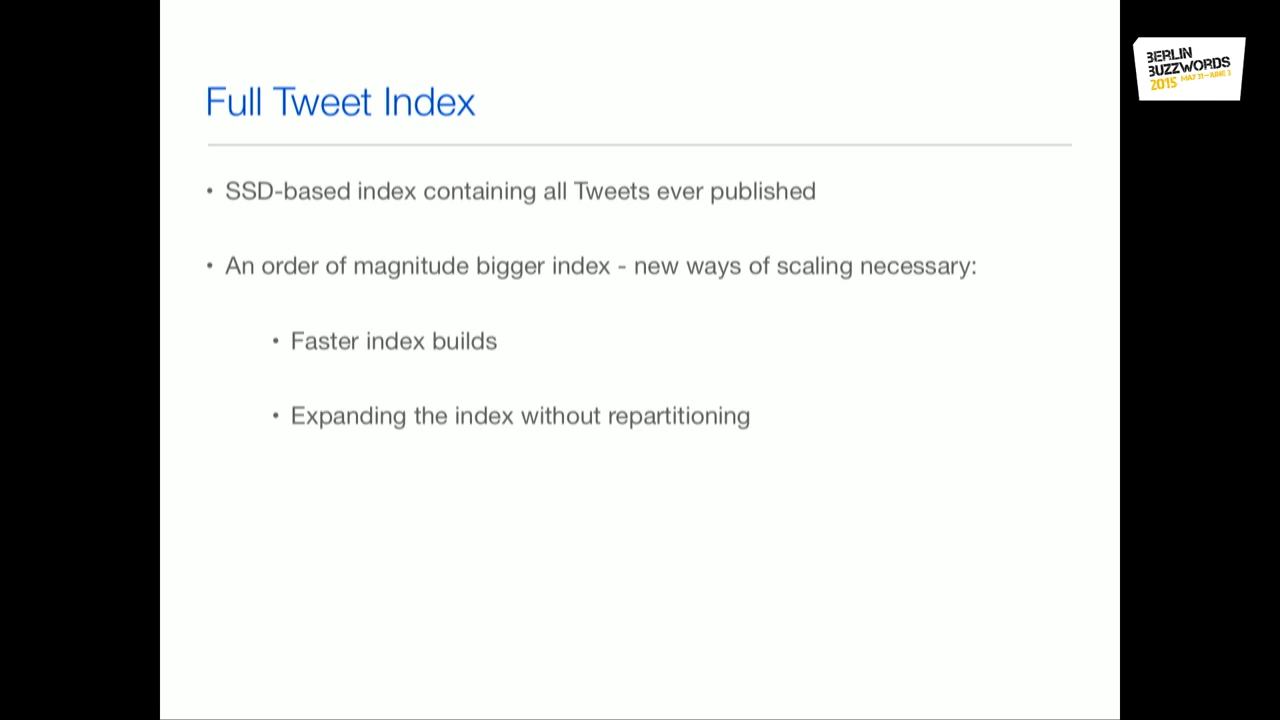 Full Tweet Index
• SSD-based index containing all Tweets ever published
• An order of magnitude bigger index - new ways of scaling necessary:
• Faster index builds
• Expanding the index without repartitioning
BERLIN
BUZZWORDS
2015 MAY 31-JUNE 3